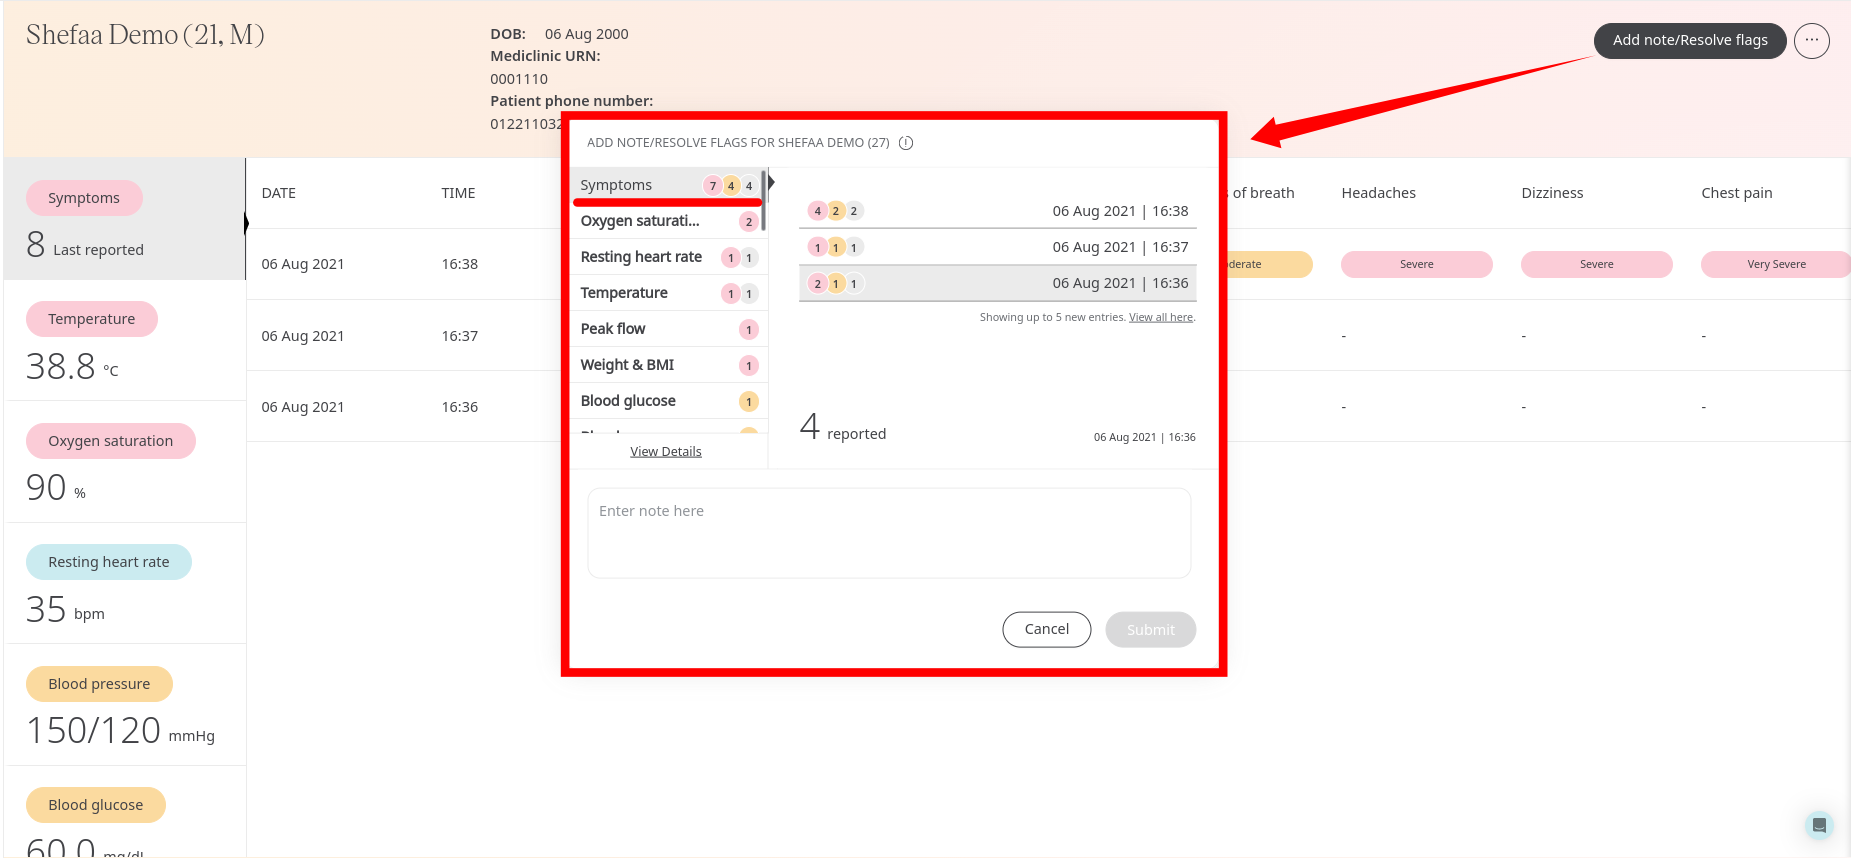 Shefaa Demo (21, M)
DOB: 06 Aug 2000
Mediclinic URN:
0001110
Patient phone number:
012211032
Add note/Resolve flags
...
Symptoms
8 Last reported
Temperature
38.8 °C
Oxygen saturation
90 %
Resting heart rate
35 bpm
Blood pressure
150/120 mmHg
Blood glucose
60.0 mg/dL
DATE TIME of breath Headaches Dizziness Chest pain
06 Aug 2021 16:38 derate Severe Severe Very Severe
06 Aug 2021 16:37 - - -
06 Aug 2021 16:36 - - -
ADD NOTE/RESOLVE FLAGS FOR SHEFAA DEMO (27)
Symptoms 7 4 4
Oxygen saturati... 2
Resting heart rate 1 1
Temperature 1 1
Peak flow 1
Weight & BMI 1
Blood glucose 1
View Details
4 2 2 06 Aug 2021 | 16:38
1 1 1 06 Aug 2021 | 16:37
2 1 1 06 Aug 2021 | 16:36
Showing up to 5 new entries. View all here.
4 reported
06 Aug 2021 | 16:36
Enter note here
Cancel
Submit